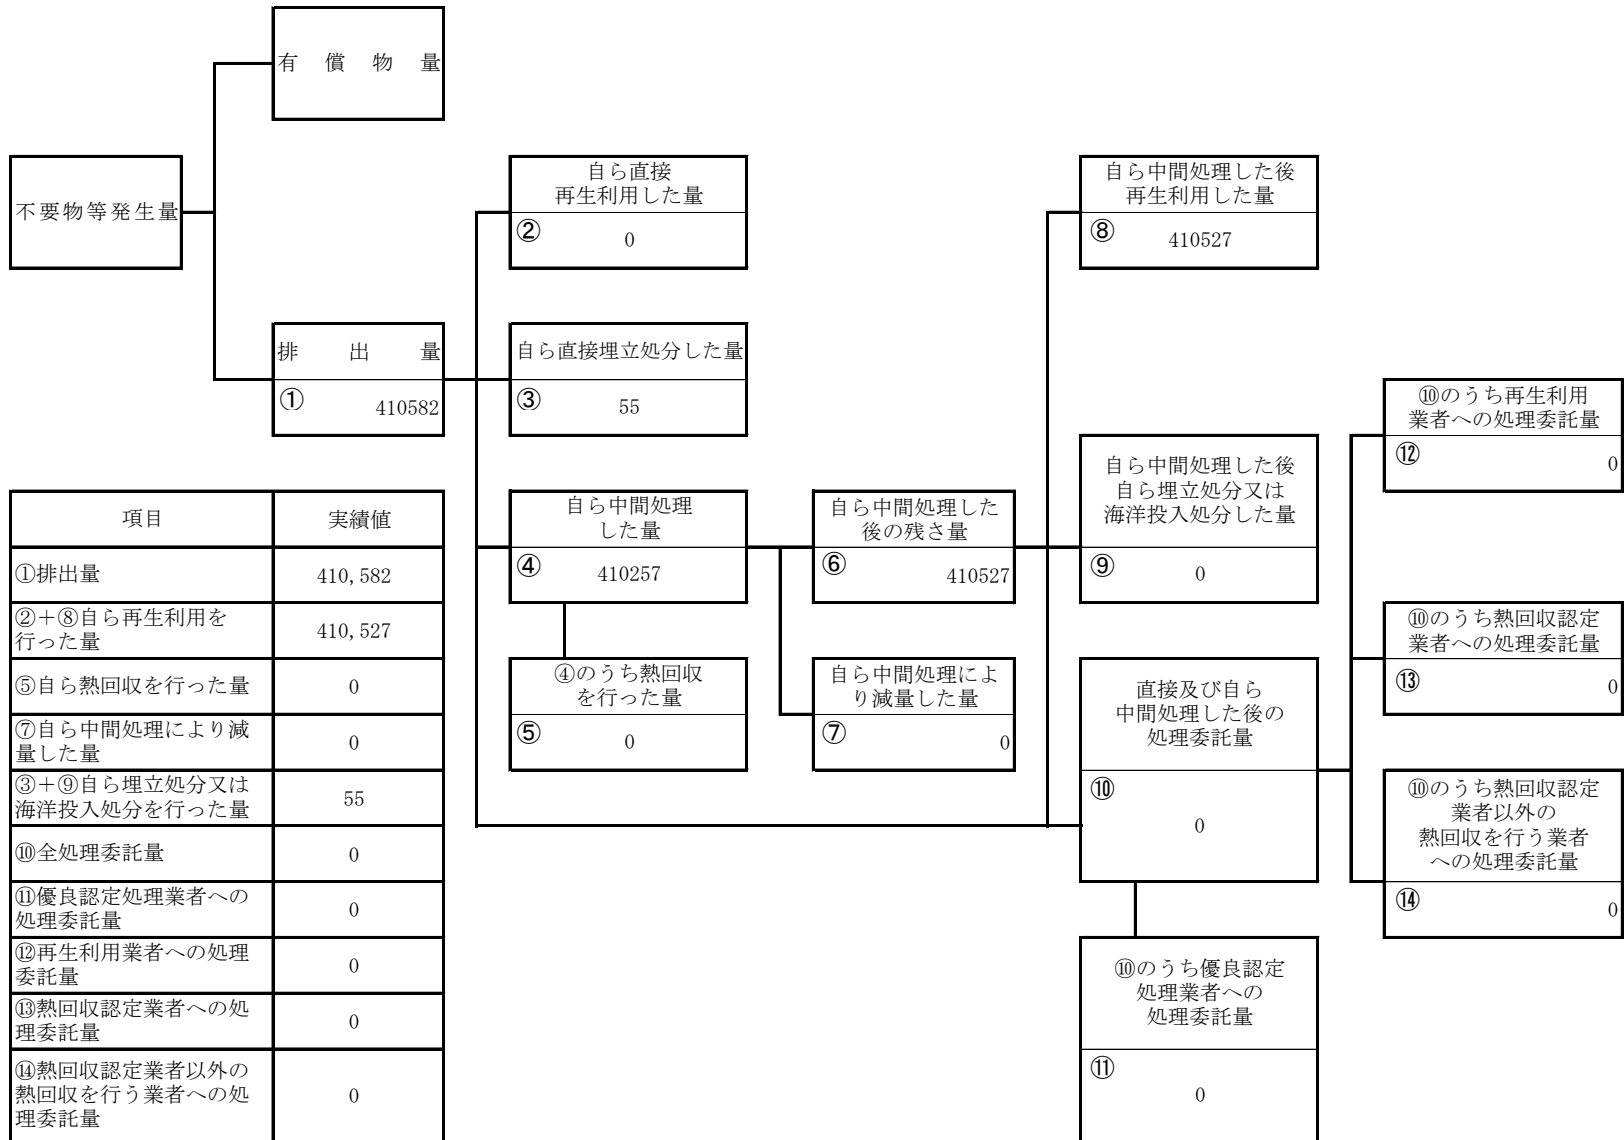 有償物量
不要物等発生量
排出量
① 410582
自ら直接
再生利用した量
② 0
自ら直接埋立処分した量
③ 55
自ら中間処理
した量
④ 410257
④のうち熱回収
を行った量
⑤ 0
自ら中間処理した
後の残さ量
⑥ 410527
自ら中間処理によ
り減量した量
⑦ 0
自ら中間処理した後
再生利用した量
⑧ 410527
自ら中間処理した後
自ら埋立処分又は
海洋投入処分した量
⑨ 0
直接及び自ら
中間処理した後の
処理委託量
⑩
0
⑩のうち優良認定
処理業者への
処理委託量
⑪
0
⑩のうち再生利用
業者への処理委託量
⑫ 0
⑩のうち熱回収認定
業者への処理委託量
⑬ 0
⑩のうち熱回収認定
業者以外の
熱回収を行う業者
への処理委託量
⑭ 0
項目 実績値
①排出量 410,582
②+⑧自ら再生利用を
行った量 410,527
⑤自ら熱回収を行った量 0
⑦自ら中間処理により減
量した量 0
③+⑨自ら埋立処分又は
海洋投入処分を行った量 55
⑩全処理委託量 0
⑪優良認定処理業者への
処理委託量 0
⑫再生利用業者への処理
委託量 0
⑬熱回収認定業者への処
理委託量 0
⑭熱回収認定業者以外の
熱回収を行う業者への処 0
理委託量